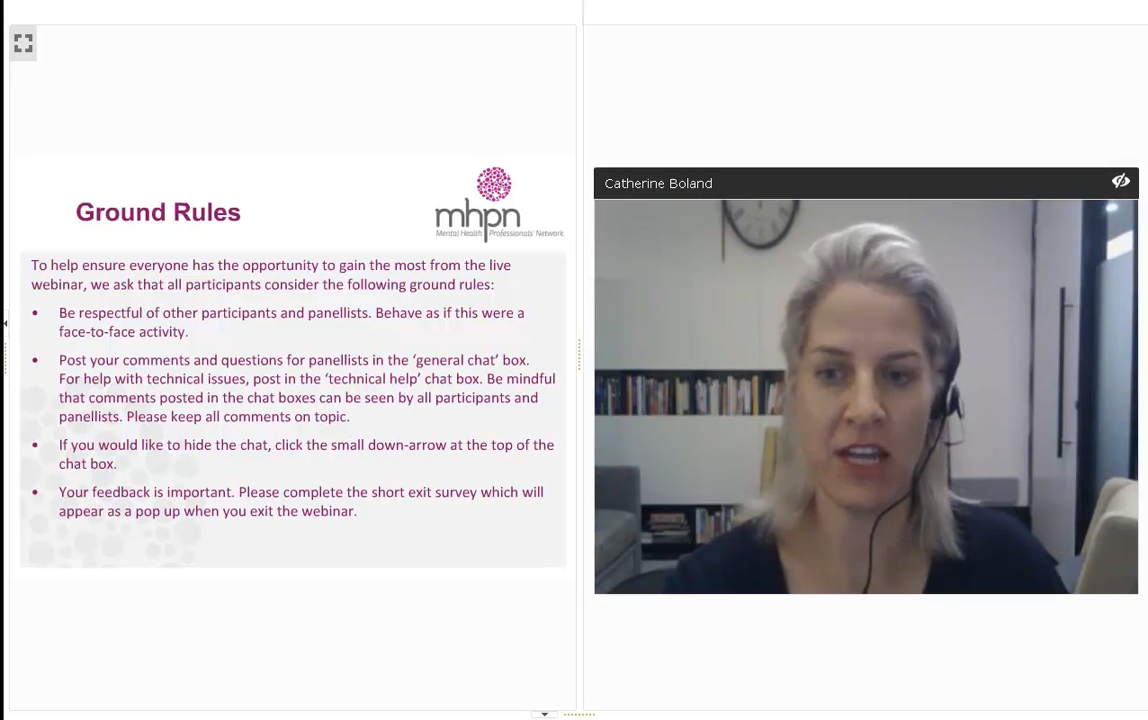 Ground Rules
mhpn
Mental Health Professionals' Network
To help ensure everyone has the opportunity to gain the most from the live
webinar, we ask that all participants consider the following ground rules:
• Be respectful of other participants and panellists. Behave as if this were a
face-to-face activity.
• Post your comments and questions for panellists in the ‘general chat’ box.
For help with technical issues, post in the ‘technical help’ chat box. Be mindful
that comments posted in the chat boxes can be seen by all participants and
panellists. Please keep all comments on topic.
• If you would like to hide the chat, click the small down-arrow at the top of the
chat box.
• Your feedback is important. Please complete the short exit survey which will
appear as a pop up when you exit the webinar.
Catherine Boland